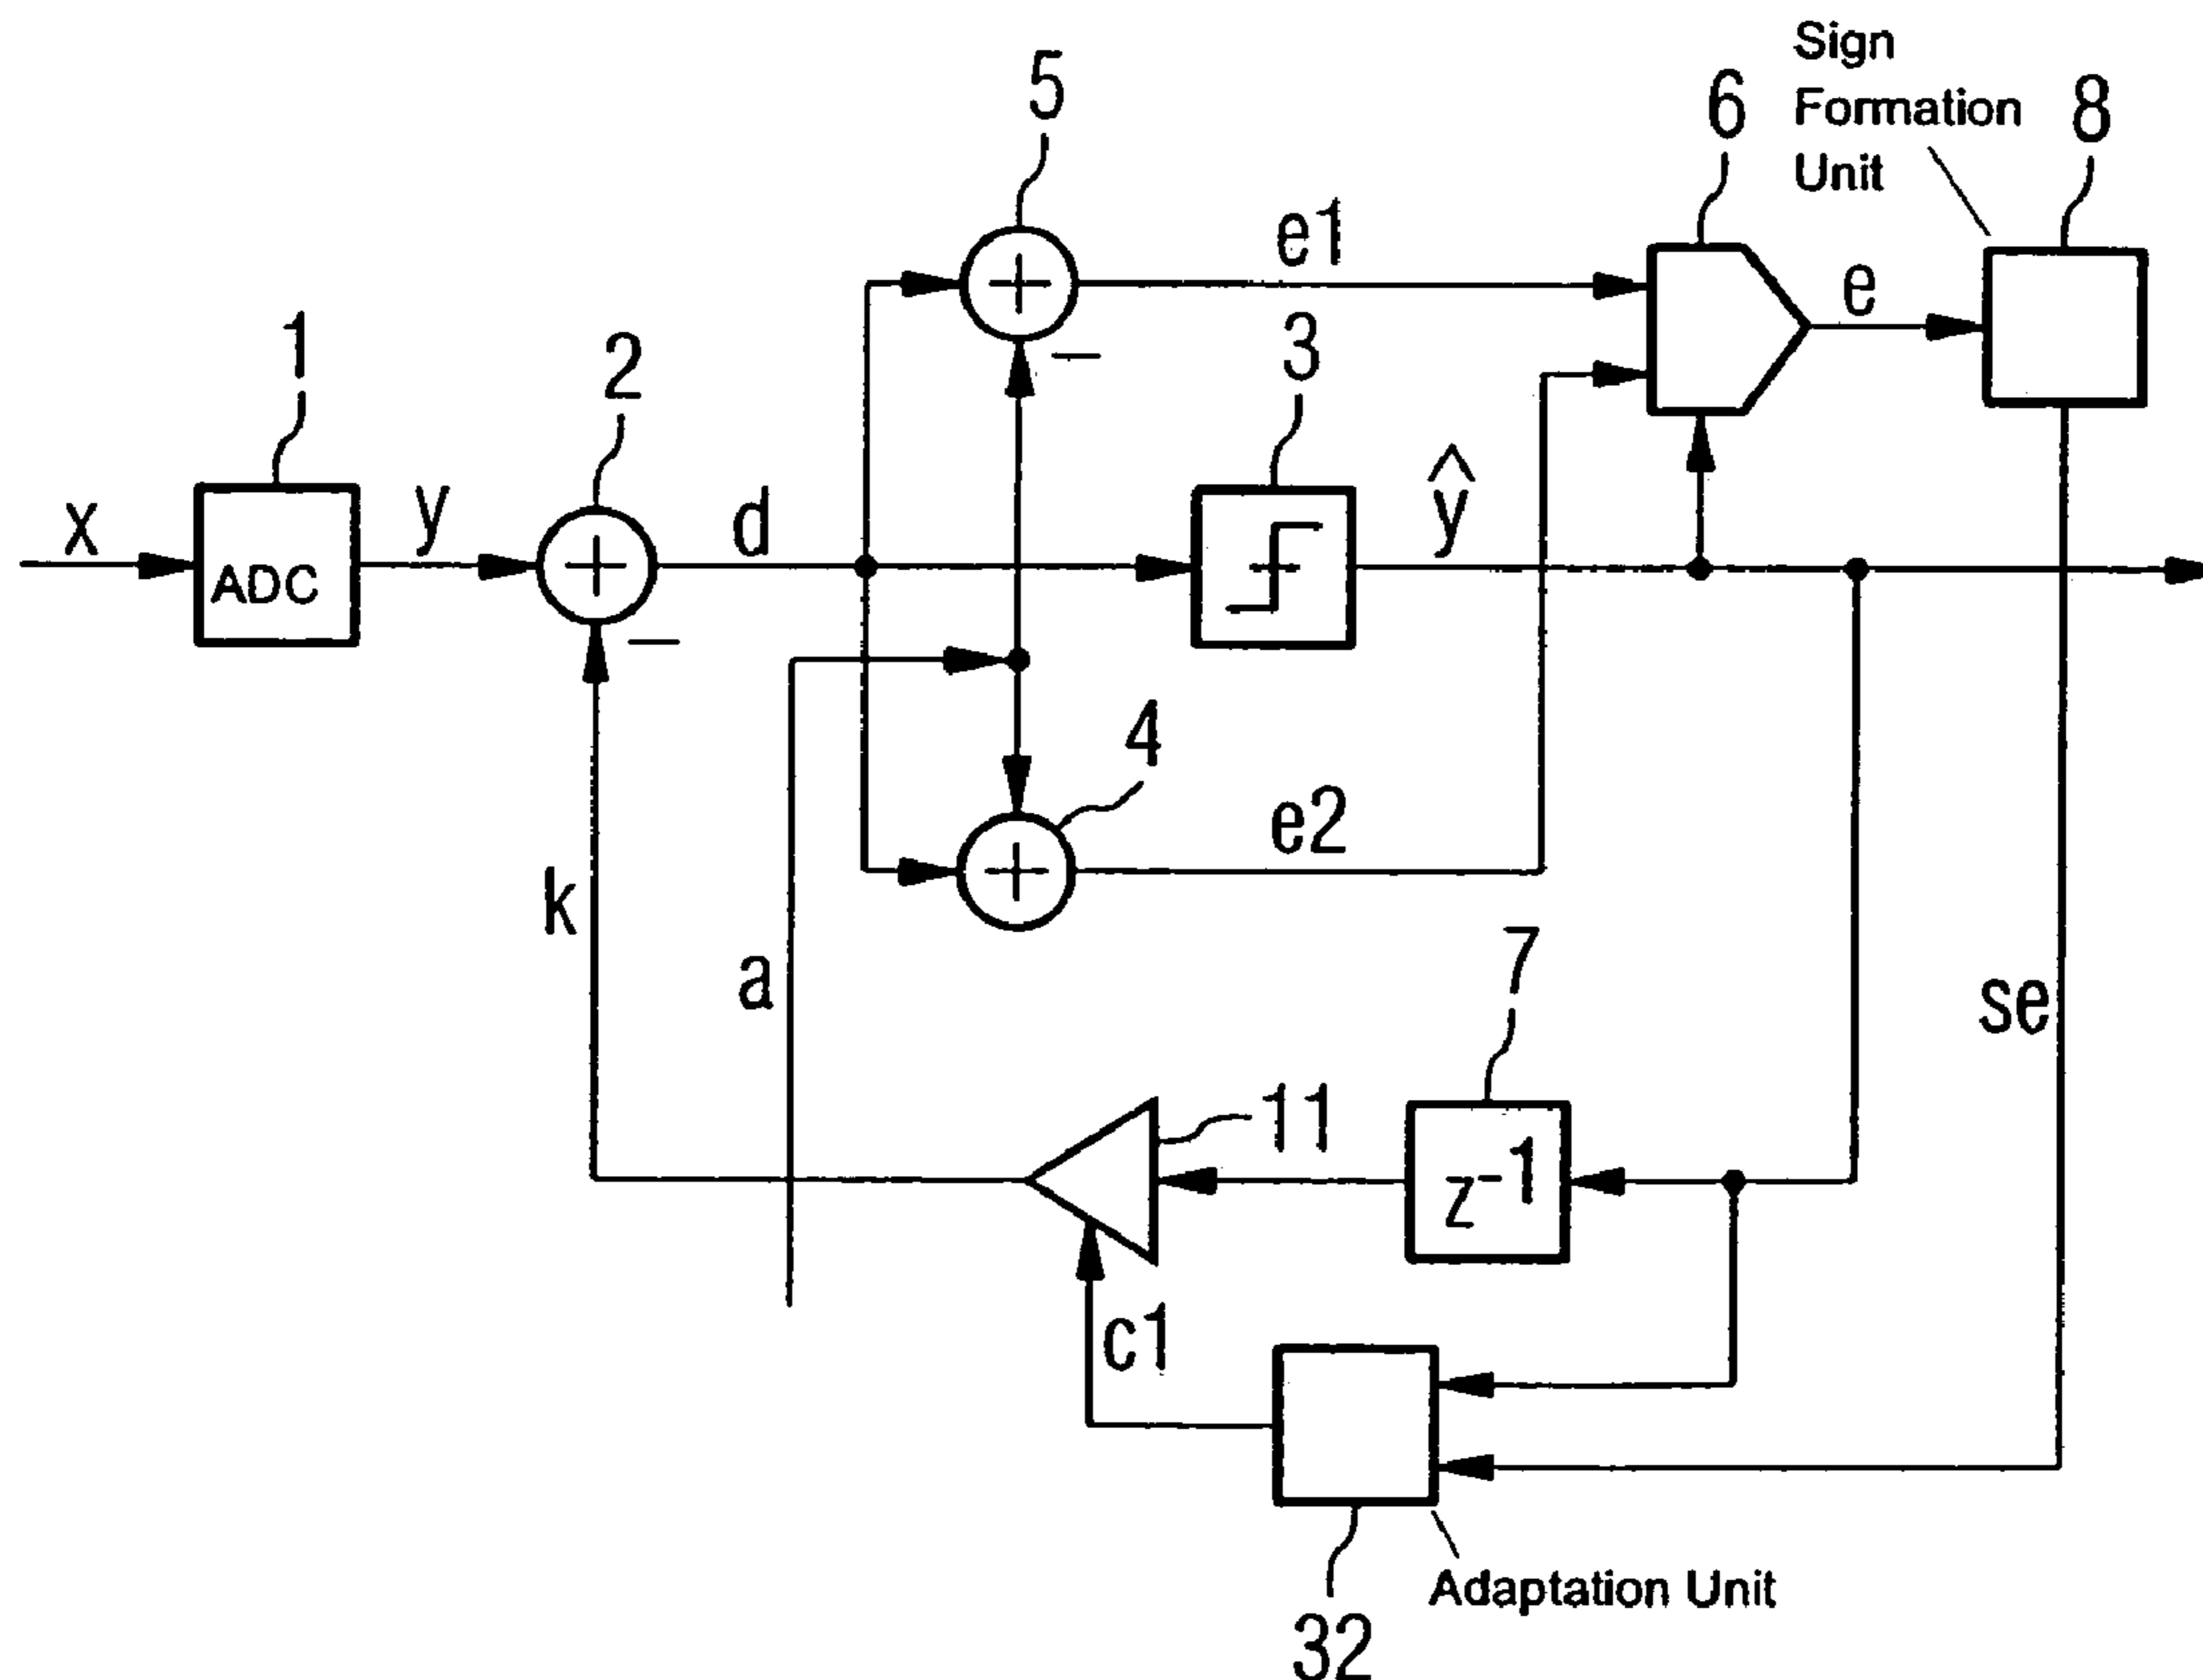 Sign
Formation
Unit
5
6
8
e1
e
1
2
3
x
ADC
y
d
ŷ
4
k
a
e2
7
se
11
z⁻¹
c1
Adaptation Unit
32